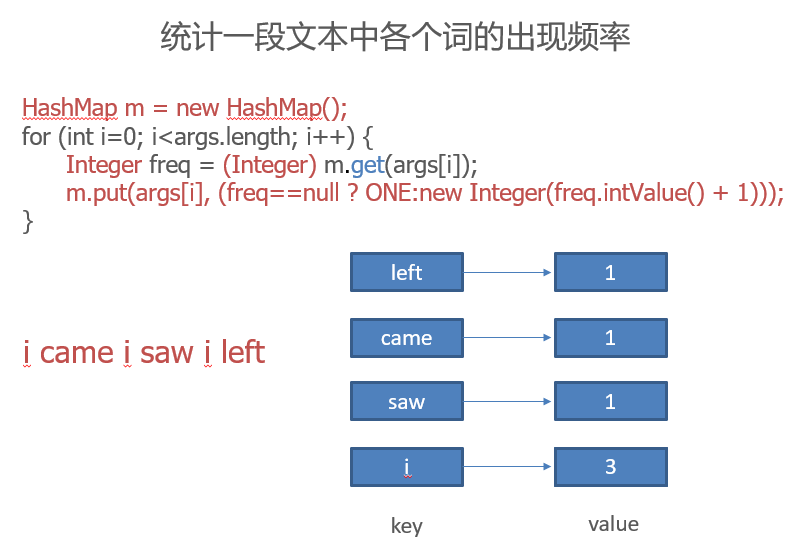 统计一段文本中各个词的出现频率
HashMap m = new HashMap();
for (int i=0; i<args.length; i++) {
Integer freq = (Integer) m.get(args[i]);
m.put(args[i], (freq==null ? ONE:new Integer(freq.intValue() + 1)));
}
left 1
i came i saw i left
came 1
saw 1
i 3
key value